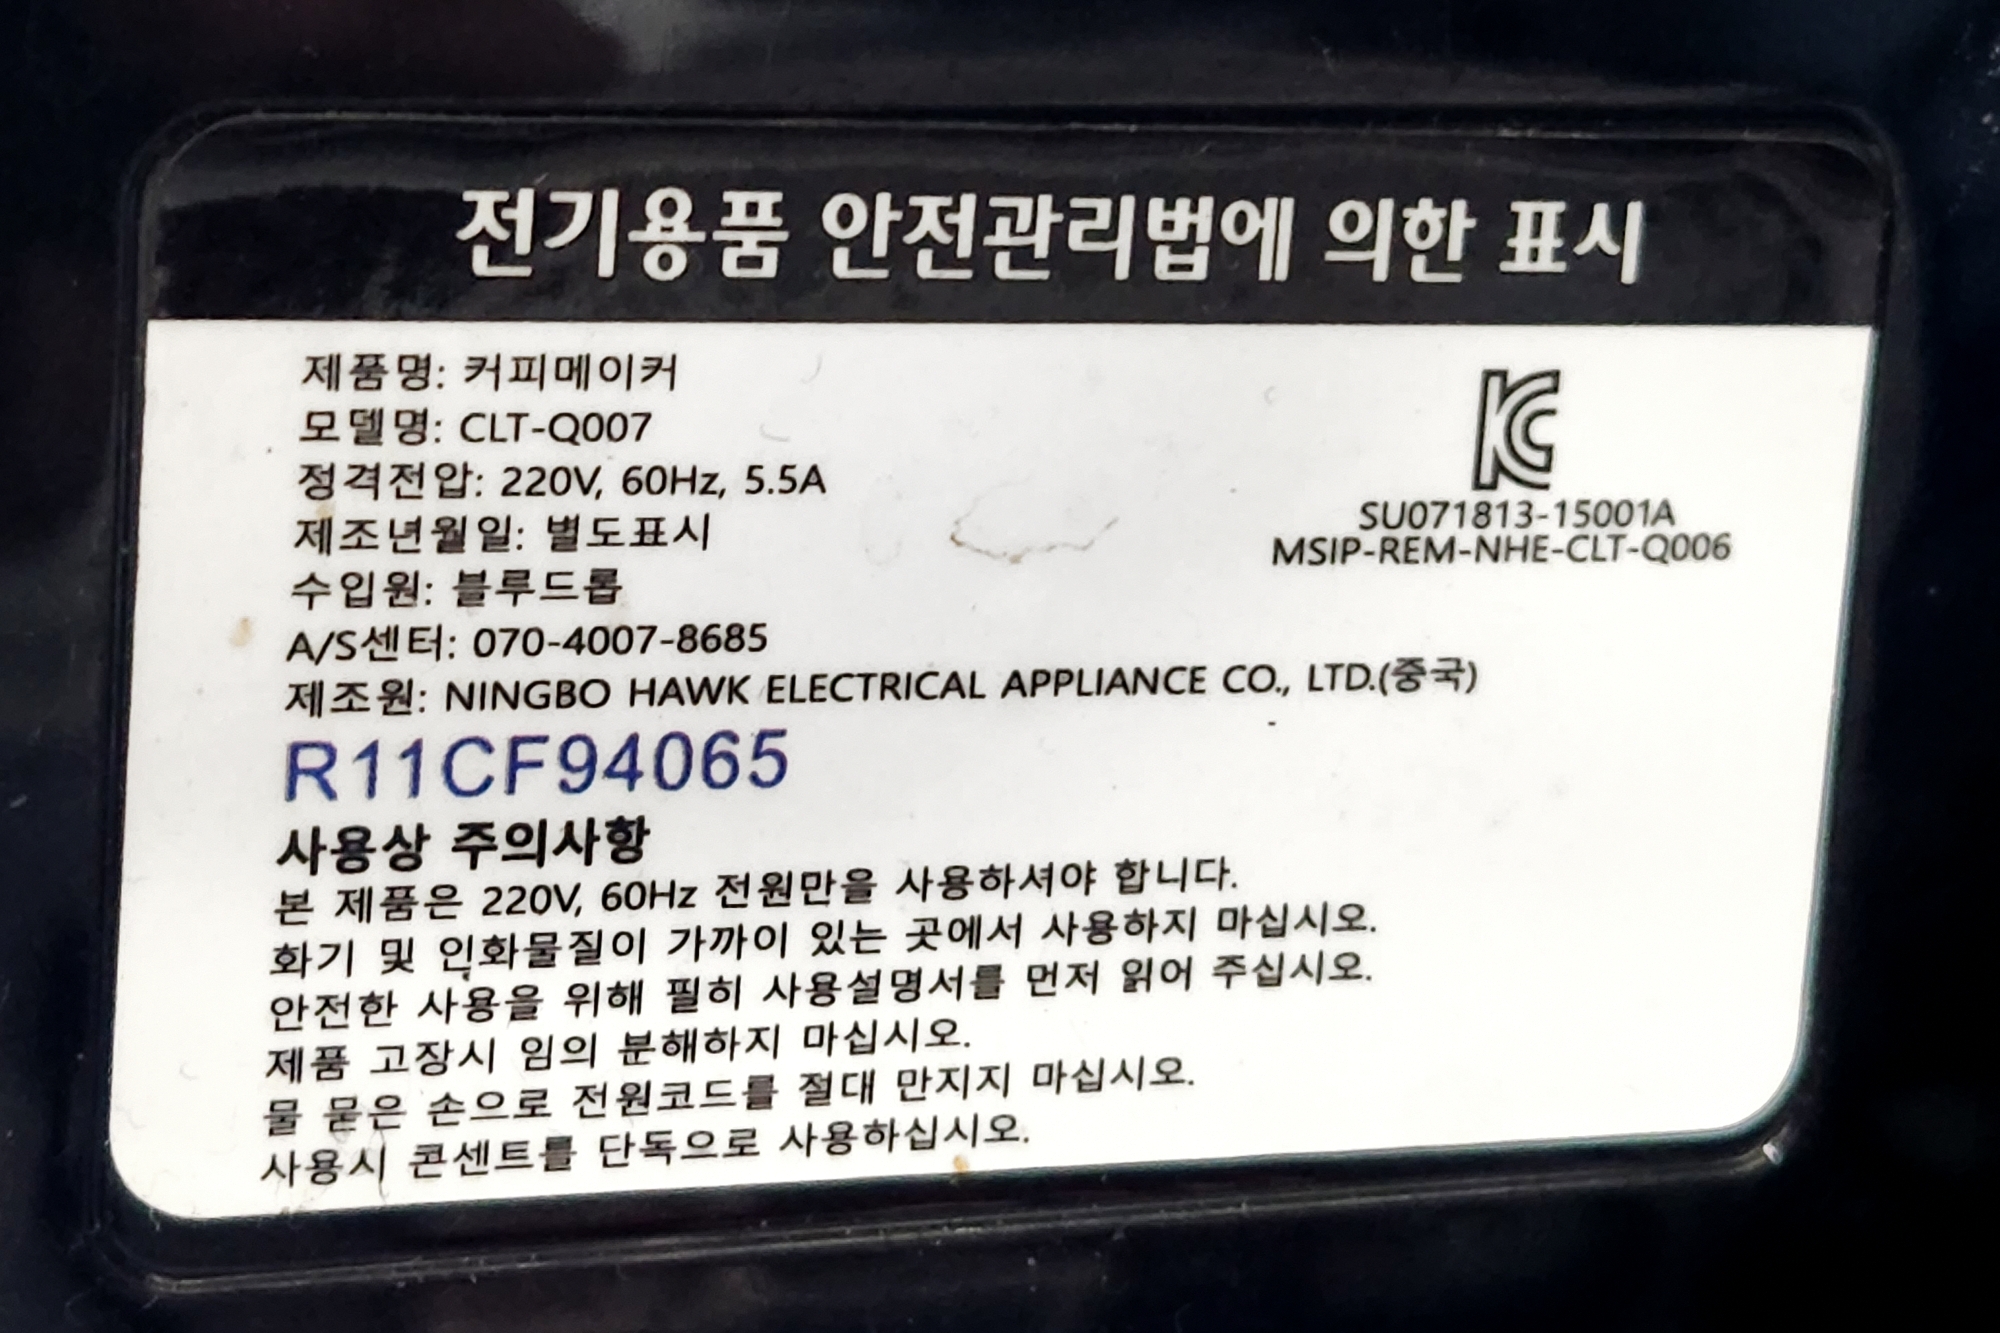 전기용품 안전관리법에 의한 표시
제품명: 커피메이커
모델명: CLT-Q007
정격전압: 220V, 60Hz, 5.5A
제조년월일: 별도표시
수입원: 블루드롭
A/S센터: 070-4007-8685
제조원: NINGBO HAWK ELECTRICAL APPLIANCE CO., LTD.(중국)
KC
SU071813-15001A
MSIP-REM-NHE-CLT-Q006
R11CF94065
사용상 주의사항
본 제품은 220V, 60Hz 전원만을 사용하셔야 합니다.
화기 및 인화물질이 가까이 있는 곳에서 사용하지 마십시오.
안전한 사용을 위해 필히 사용설명서를 먼저 읽어 주십시오.
제품 고장시 임의 분해하지 마십시오.
물 묻은 손으로 전원코드를 절대 만지지 마십시오.
사용시 콘센트를 단독으로 사용하십시오.